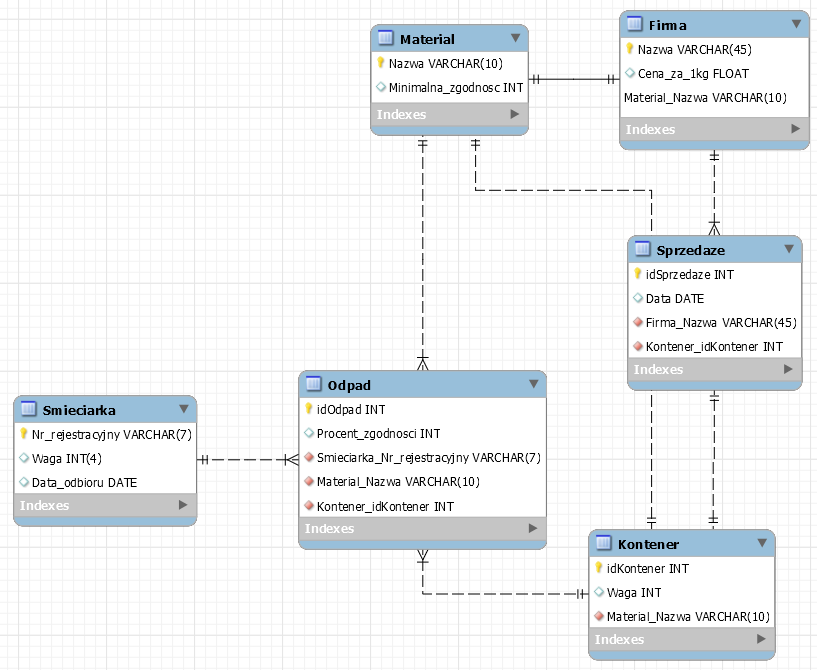 Material
Nazwa VARCHAR(10)
Minimalna_zgodnosc INT
Indexes
Firma
Nazwa VARCHAR(45)
Cena_za_1kg FLOAT
Material_Nazwa VARCHAR(10)
Indexes
Sprzedaze
idSprzedaze INT
Data DATE
Firma_Nazwa VARCHAR(45)
Kontener_idKontener INT
Indexes
Smieciarka
Nr_rejestracyjny VARCHAR(7)
Waga INT(4)
Data_odbioru DATE
Indexes
Odpad
idOdpad INT
Procent_zgodnosci INT
Smieciarka_Nr_rejestracyjny VARCHAR(7)
Material_Nazwa VARCHAR(10)
Kontener_idKontener INT
Indexes
Kontener
idKontener INT
Waga INT
Material_Nazwa VARCHAR(10)
Indexes